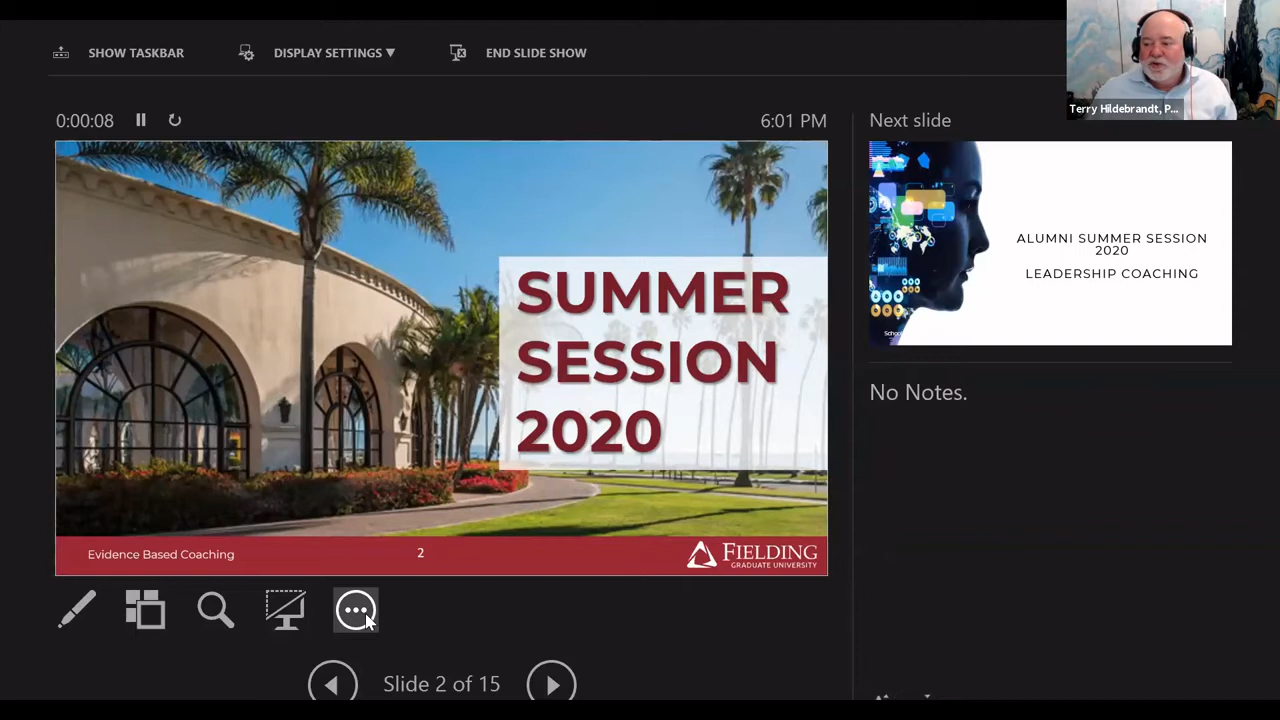 SHOW TASKBAR
DISPLAY SETTINGS ▼
END SLIDE SHOW
Terry Hildebrandt, P...
0:00:08
6:01 PM
Next slide
SUMMER
SESSION
2020
Evidence Based Coaching
2
FIELDING
GRADUATE UNIVERSITY
ALUMNI SUMMER SESSION
2020
LEADERSHIP COACHING
No Notes.
Slide 2 of 15